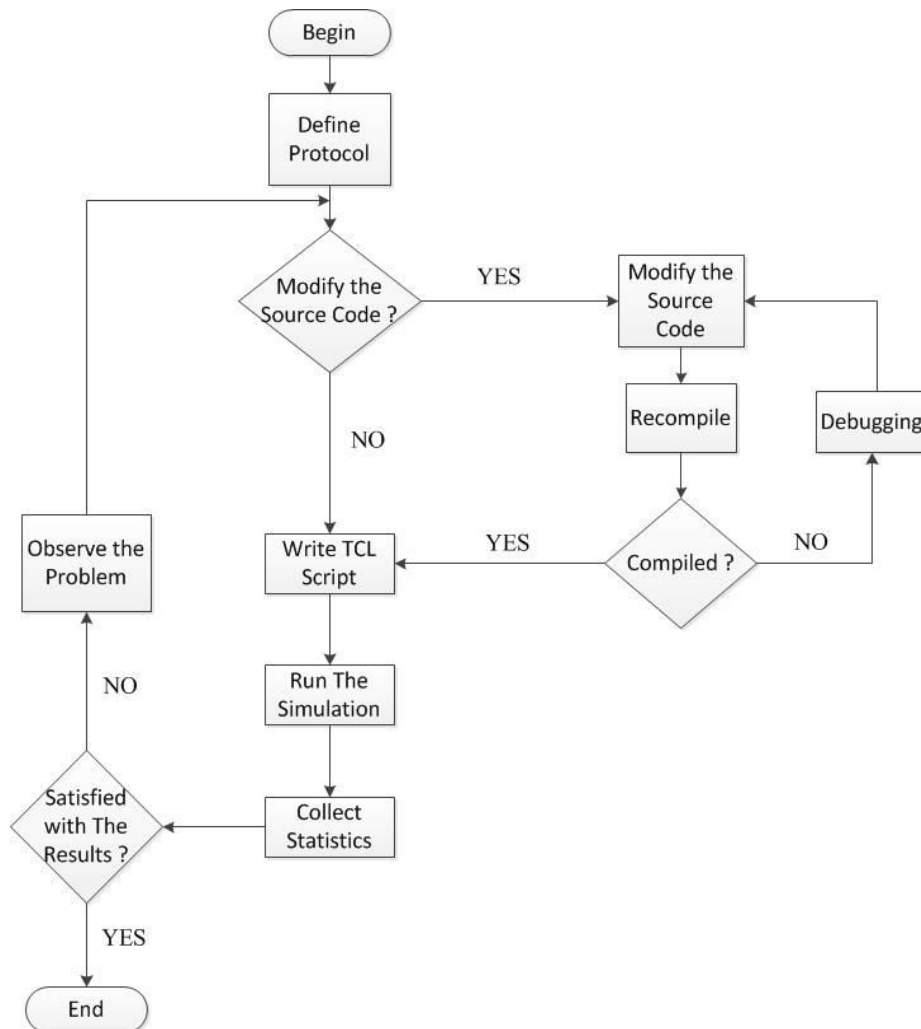 Begin
Define
Protocol
Modify the
Source Code ?
YES
Modify the
Source
Code
Recompile
Debugging
NO
Observe the
Problem
Write TCL
Script
YES
Compiled ?
NO
Run The
Simulation
NO
Satisfied
with The
Results ?
Collect
Statistics
YES
End